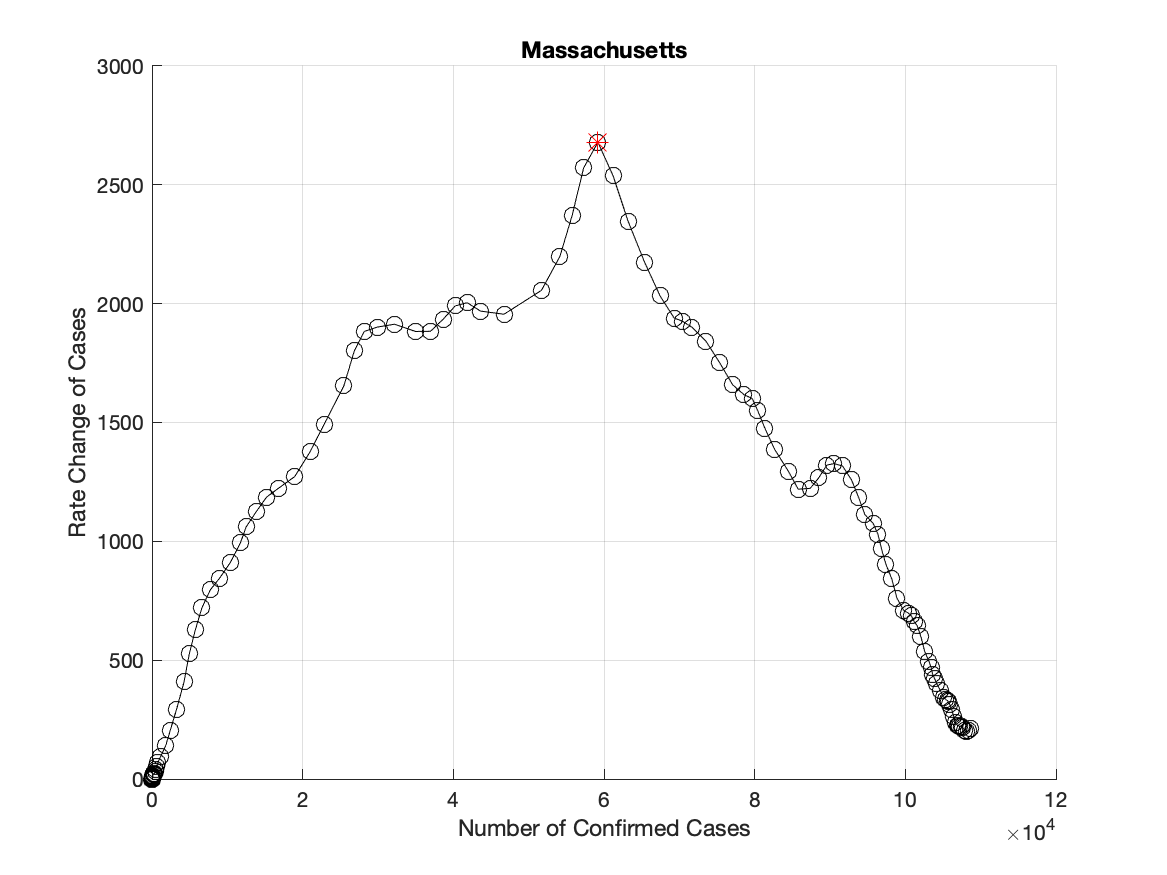 Massachusetts
3000
2500
2000
1500
1000
500
0
Rate Change of Cases
0 2 4 6 8 10 12
Number of Confirmed Cases
×10⁴